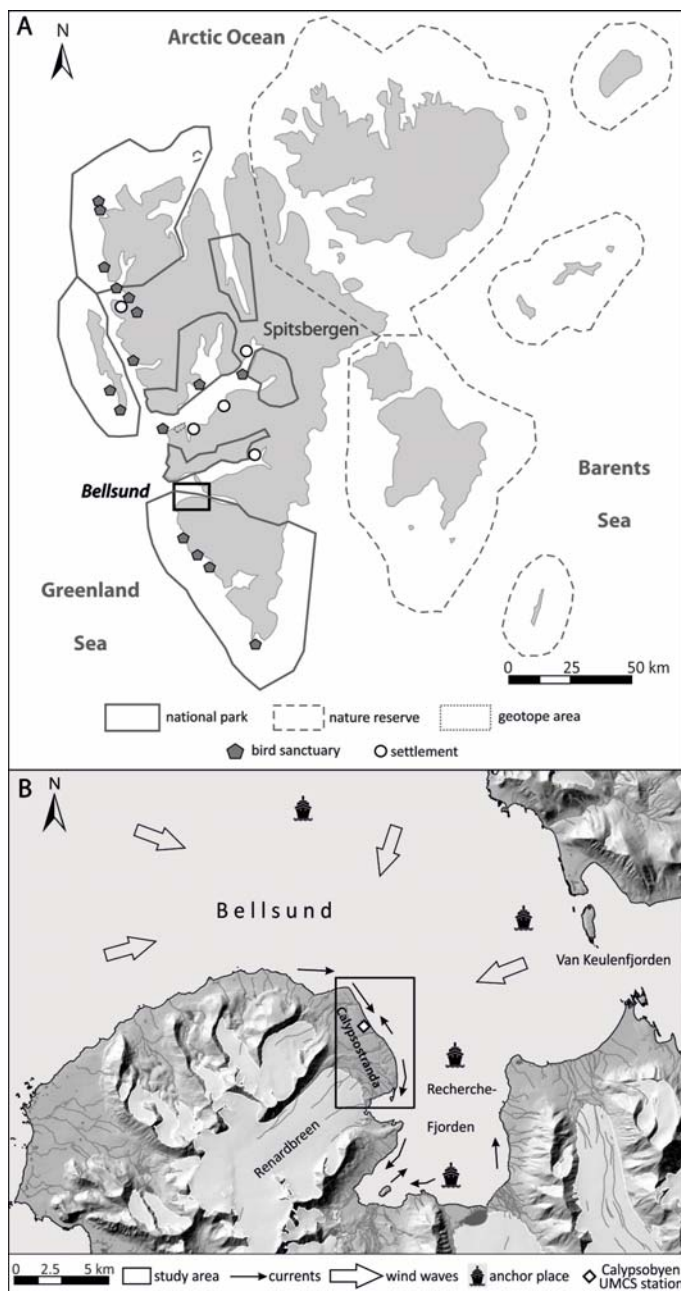 A
N
Arctic Ocean
Spitsbergen
Bellsund
Barents
Sea
Greenland
Sea
0 25 50 km
national park nature reserve geotope area
bird sanctuary settlement
B
N
Bellsund
Van Keulenfjorden
Calypsostranda
Recherche-
Fjorden
Renardbreen
0 2.5 5 km study area currents wind waves anchor place Calypsobyen
UMCS station